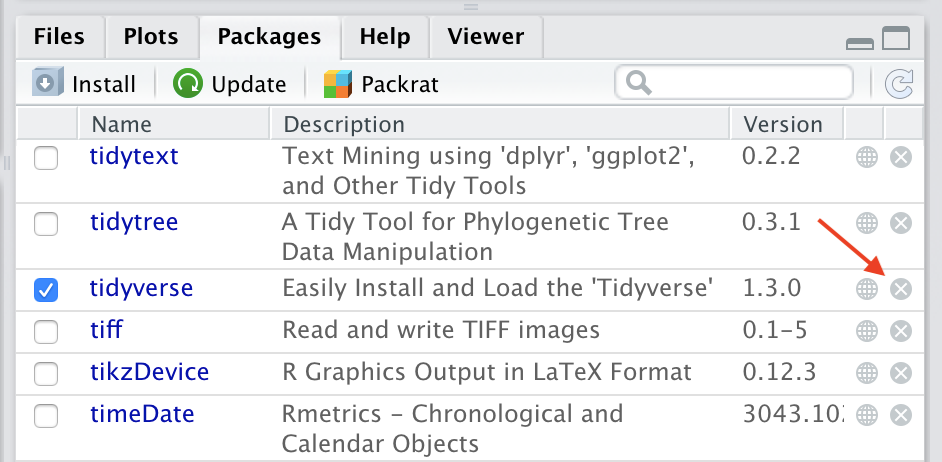 Files Plots Packages Help Viewer
Install Update Packrat
Name Description Version
tidytext Text Mining using 'dplyr', 'ggplot2', 0.2.2
and Other Tidy Tools
tidytree A Tidy Tool for Phylogenetic Tree 0.3.1
Data Manipulation
tidyverse Easily Install and Load the 'Tidyverse' 1.3.0
tiff Read and write TIFF images 0.1-5
tikzDevice R Graphics Output in LaTeX Format 0.12.3
timeDate Rmetrics - Chronological and 3043.10
Calendar Objects